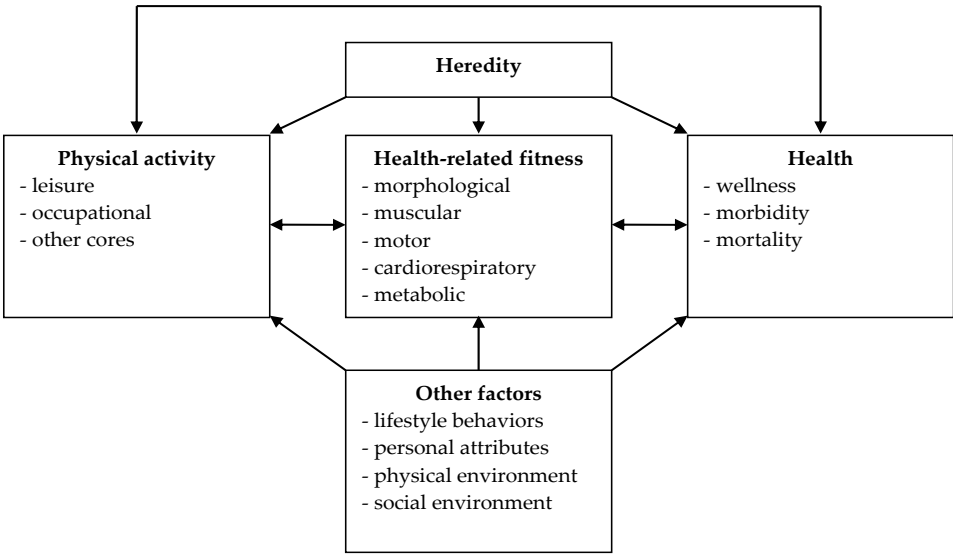 Heredity
Physical activity
- leisure
- occupational
- other cores
Health-related fitness
- morphological
- muscular
- motor
- cardiorespiratory
- metabolic
Health
- wellness
- morbidity
- mortality
Other factors
- lifestyle behaviors
- personal attributes
- physical environment
- social environment